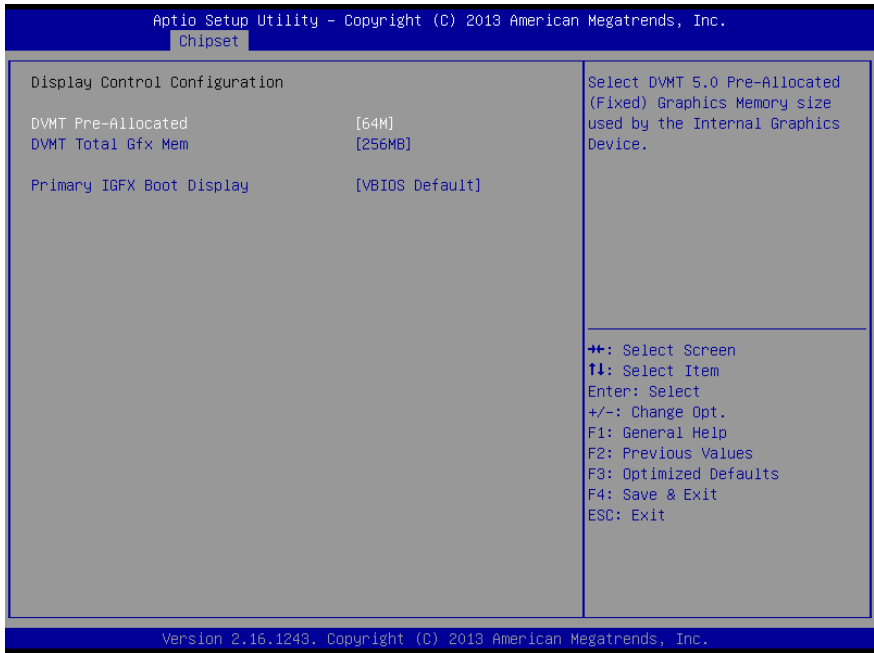 Aptio Setup Utility – Copyright (C) 2013 American Megatrends, Inc.
Chipset
Display Control Configuration
DVMT Pre-Allocated [64M]
DVMT Total Gfx Mem [256MB]
Primary IGFX Boot Display [VBIOS Default]
Select DVMT 5.0 Pre-Allocated
(Fixed) Graphics Memory size
used by the Internal Graphics
Device.
→←: Select Screen
↑↓: Select Item
Enter: Select
+/-: Change Opt.
F1: General Help
F2: Previous Values
F3: Optimized Defaults
F4: Save & Exit
ESC: Exit
Version 2.16.1243. Copyright (C) 2013 American Megatrends, Inc.